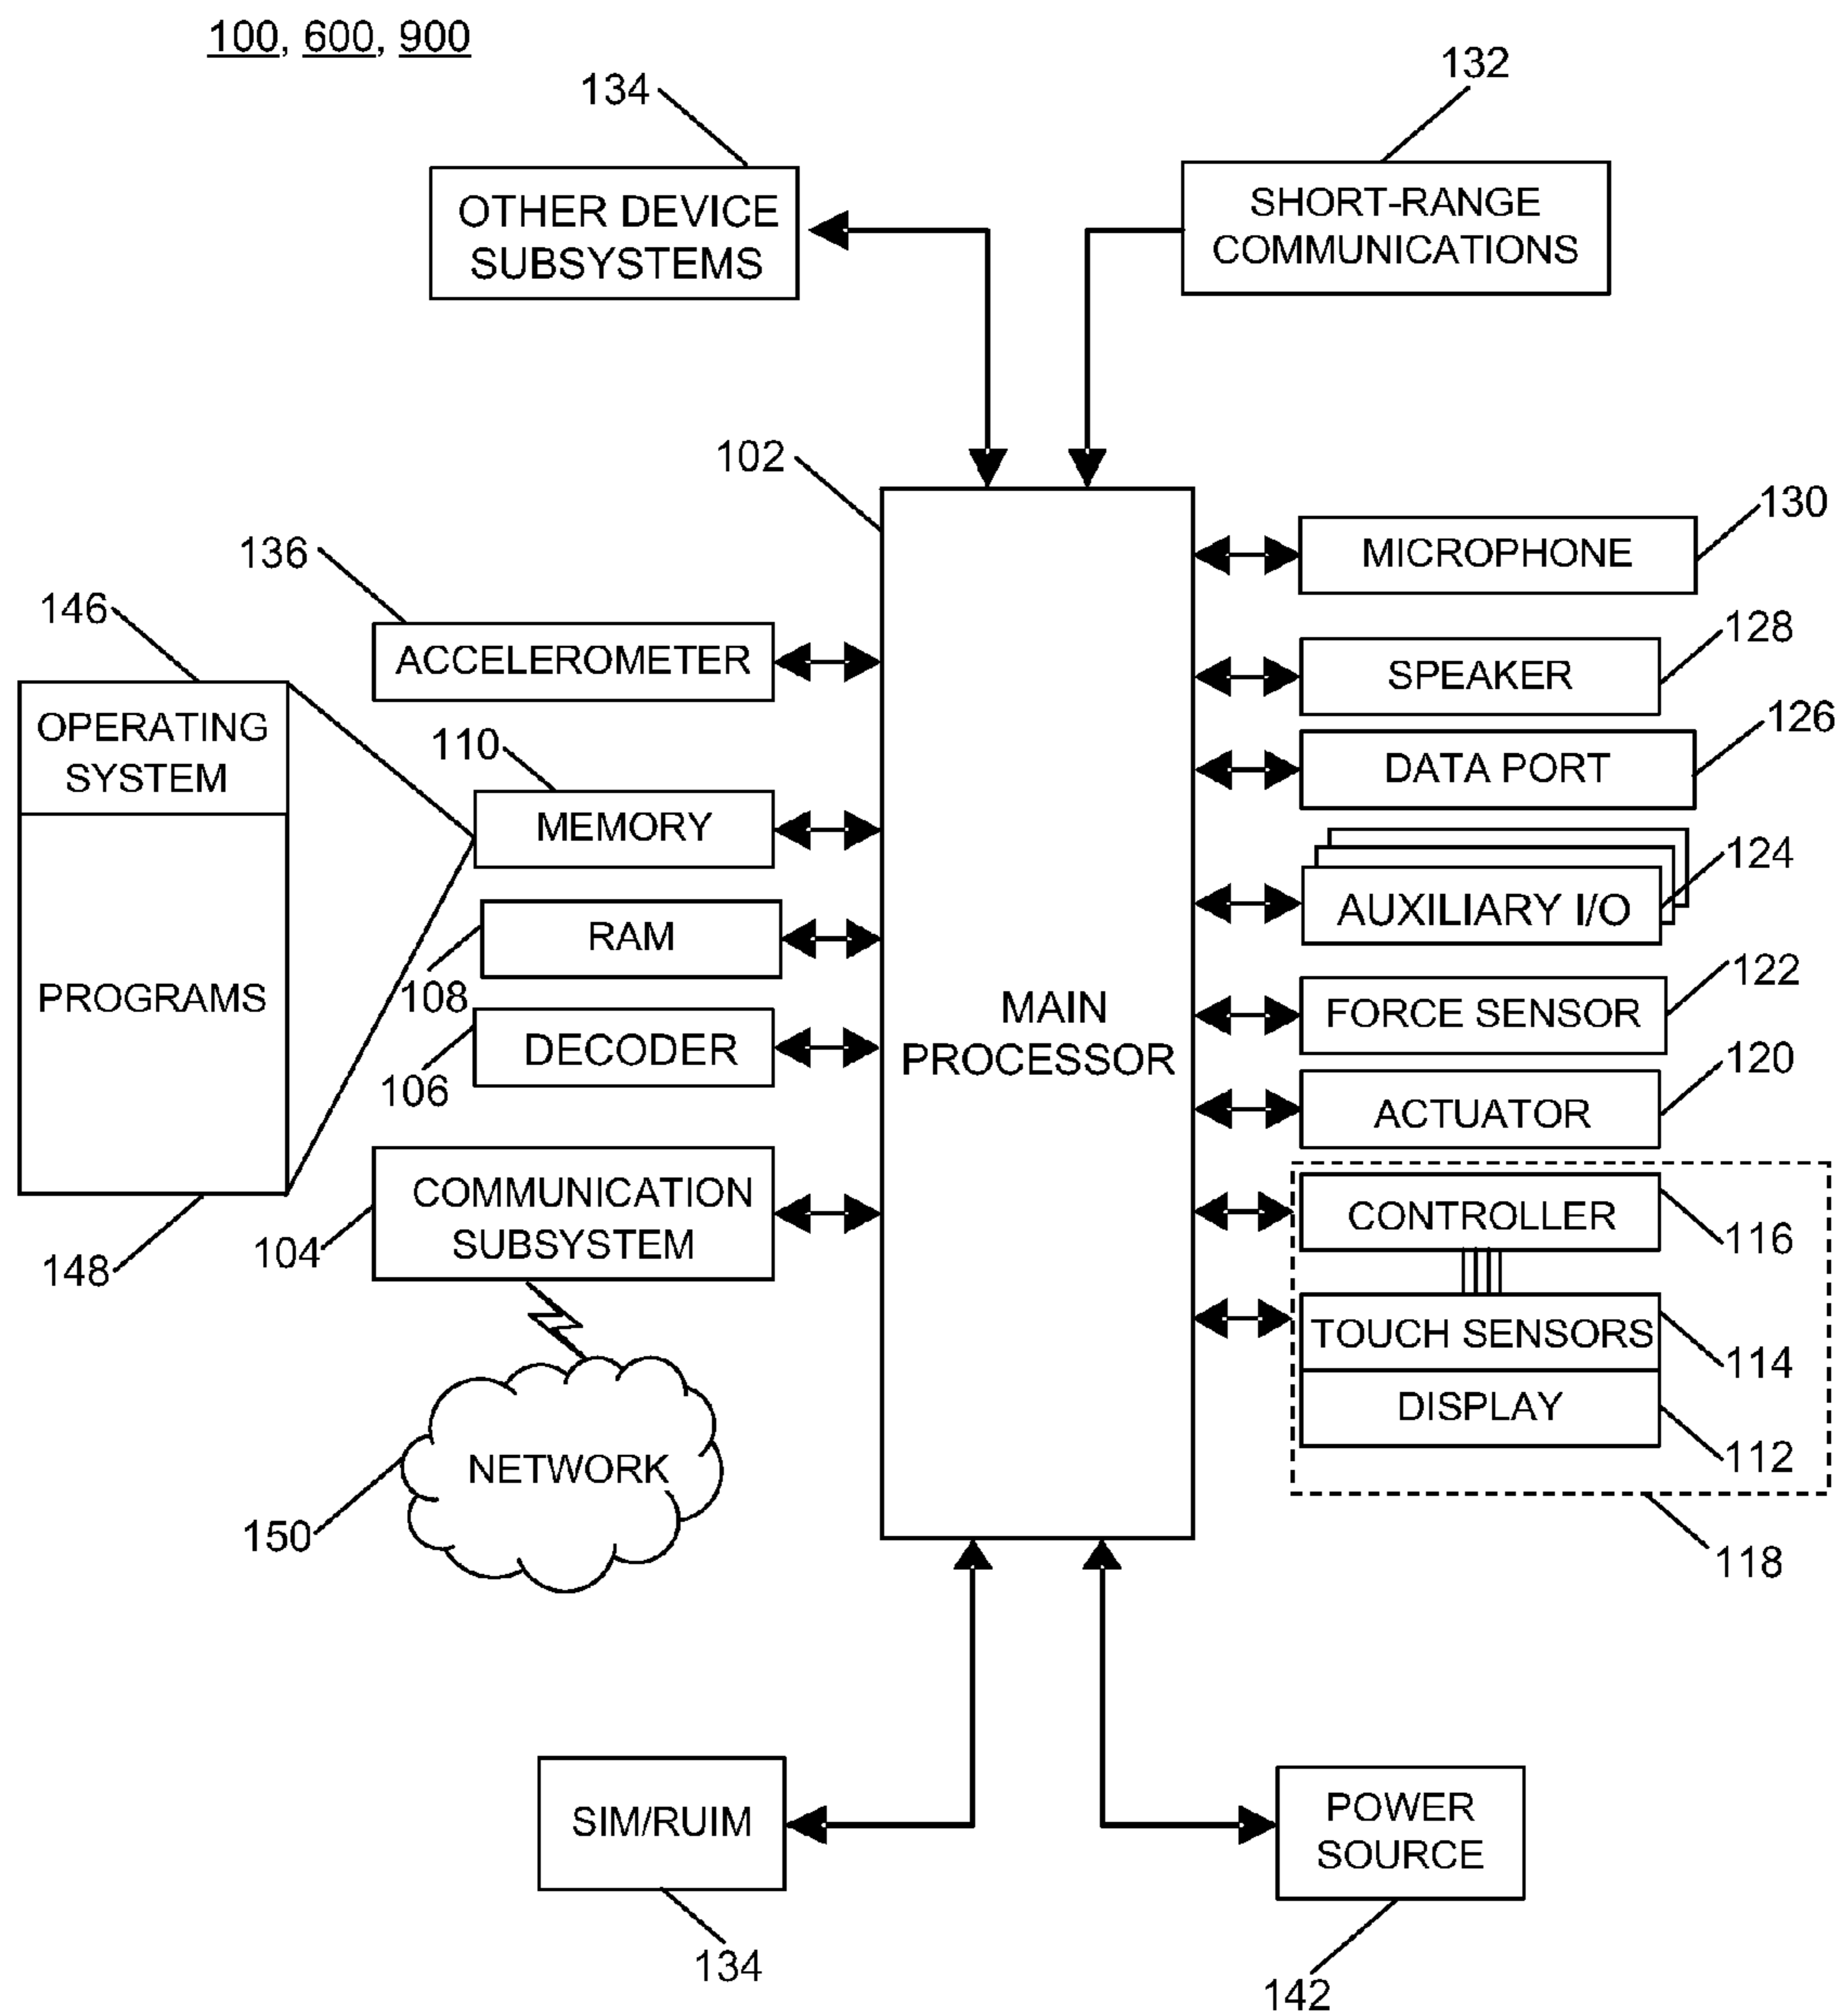 100, 600, 900
134
132
OTHER DEVICE
SUBSYSTEMS
SHORT-RANGE
COMMUNICATIONS
102
130
MICROPHONE
136
ACCELEROMETER
146
128
SPEAKER
OPERATING
SYSTEM
126
DATA PORT
110
MEMORY
124
AUXILIARY I/O
RAM
108
PROGRAMS
122
FORCE SENSOR
MAIN
PROCESSOR
DECODER
106
120
ACTUATOR
COMMUNICATION
SUBSYSTEM
104
148
CONTROLLER
116
TOUCH SENSORS
114
DISPLAY
112
NETWORK
150
118
SIM/RUIM
134
POWER
SOURCE
142